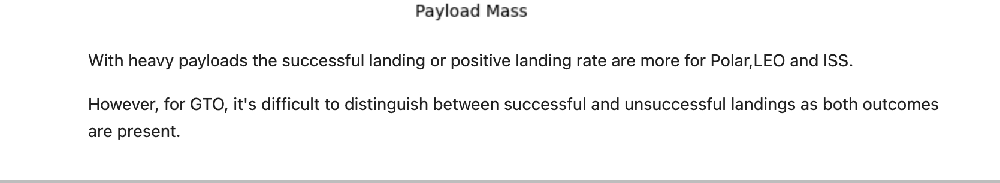 Payload Mass
With heavy payloads the successful landing or positive landing rate are more for Polar,LEO and ISS.
However, for GTO, it's difficult to distinguish between successful and unsuccessful landings as both outcomes
are present.